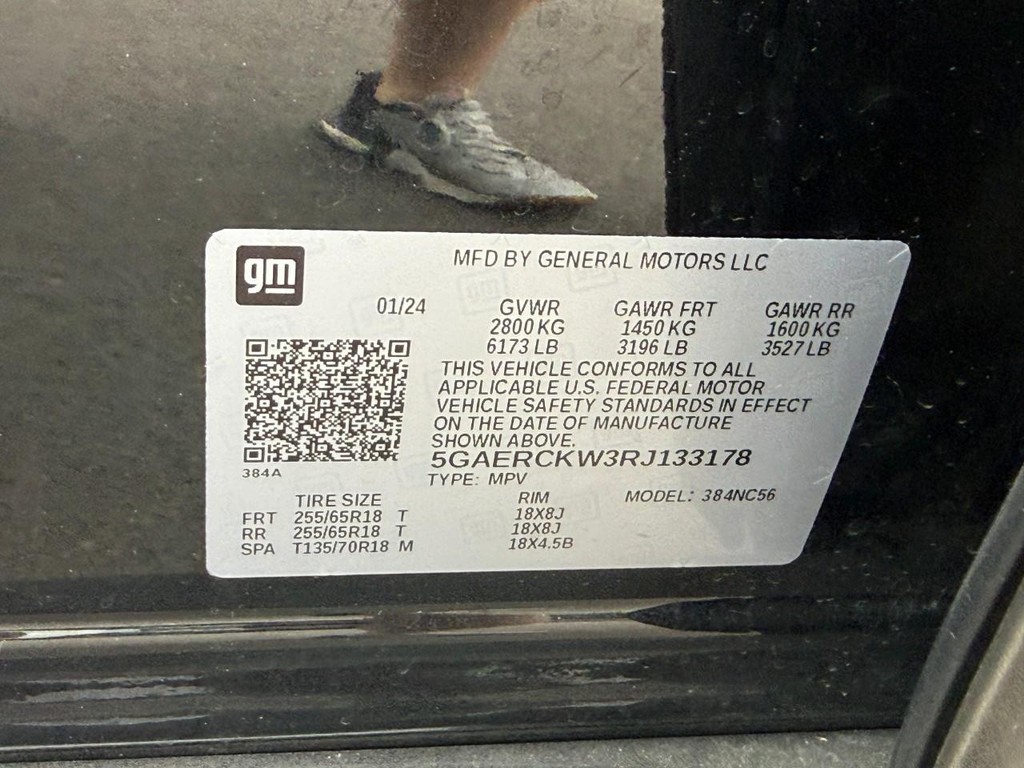 gm
MFD BY GENERAL MOTORS LLC
01/24 GVWR GAWR FRT GAWR RR
2800 KG 1450 KG 1600 KG
6173 LB 3196 LB 3527 LB
THIS VEHICLE CONFORMS TO ALL
APPLICABLE U.S. FEDERAL MOTOR
VEHICLE SAFETY STANDARDS IN EFFECT
ON THE DATE OF MANUFACTURE
SHOWN ABOVE.
5GAERCKW3RJ133178
384A
TYPE: MPV
TIRE SIZE RIM MODEL: 384NC56
FRT 255/65R18 T 18X8J
RR 255/65R18 T 18X8J
SPA T135/70R18 M 18X4.5B